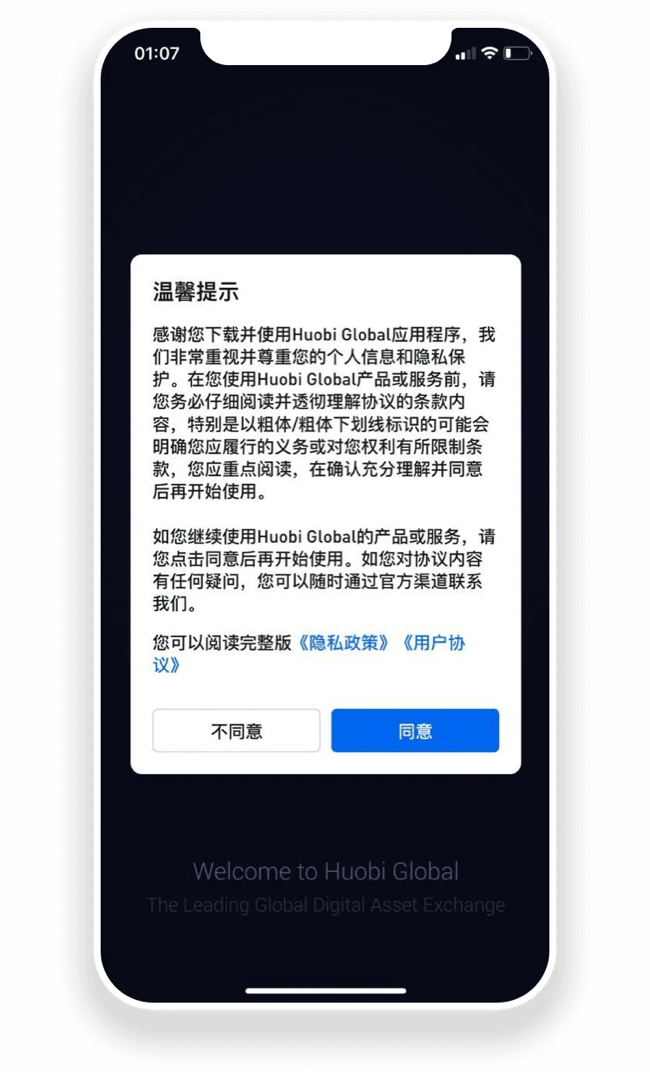 01:07
温馨提示
感谢您下载并使用Huobi Global应用程序，我
们非常重视并尊重您的个人信息和隐私保
护。在您使用Huobi Global产品或服务前，请
您务必仔细阅读并透彻理解协议的条款内
容，特别是以粗体/粗体下划线标识的可能会
明确您应履行的义务或对您权利有所限制条
款，您应重点阅读，在确认充分理解并同意
后再开始使用。
如您继续使用Huobi Global的产品或服务，请
您点击同意后再开始使用。如您对协议内容
有任何疑问，您可以随时通过官方渠道联系
我们。
您可以阅读完整版《隐私政策》《用户协
议》
不同意
同意
Welcome to Huobi Global
The Leading Global Digital Asset Exchange